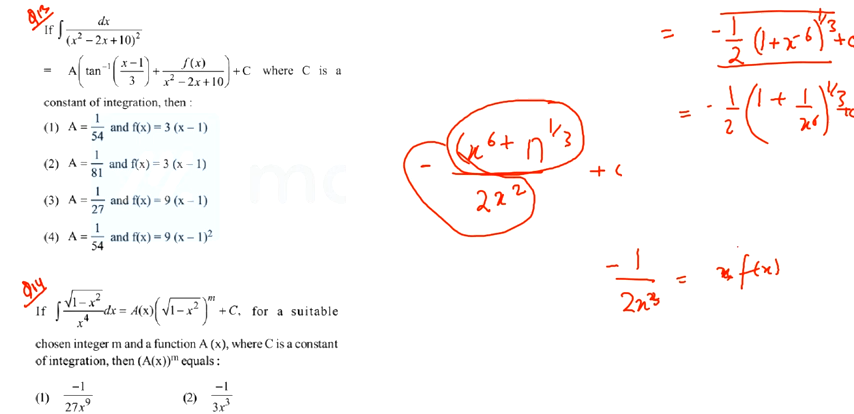 Q13
If ∫ dx/(x² – 2x + 10)²
= A(tan⁻¹((x – 1)/3) + f(x)/(x² – 2x + 10)) + C where C is a
constant of integration, then :
(1) A = 1/54 and f(x) = 3 (x – 1)
(2) A = 1/81 and f(x) = 3 (x – 1)
(3) A = 1/27 and f(x) = 9 (x – 1)
(4) A = 1/54 and f(x) = 9 (x – 1)²
Q14
If ∫ √(1 – x²)/x⁴ dx = A(x)(√(1 – x²))ᵐ + C, for a suitable
chosen integer m and a function A (x), where C is a constant
of integration, then (A(x))ᵐ equals :
(1) –1/27x⁹ (2) –1/3x³
= –1/2 (1 + x⁻⁶)^1/3 + c
= –1/2 (1 + 1/x⁶)^1/3 + c
– (x⁶ + 1)^1/3 / 2x² + c
–1/2x³ = x f(x)